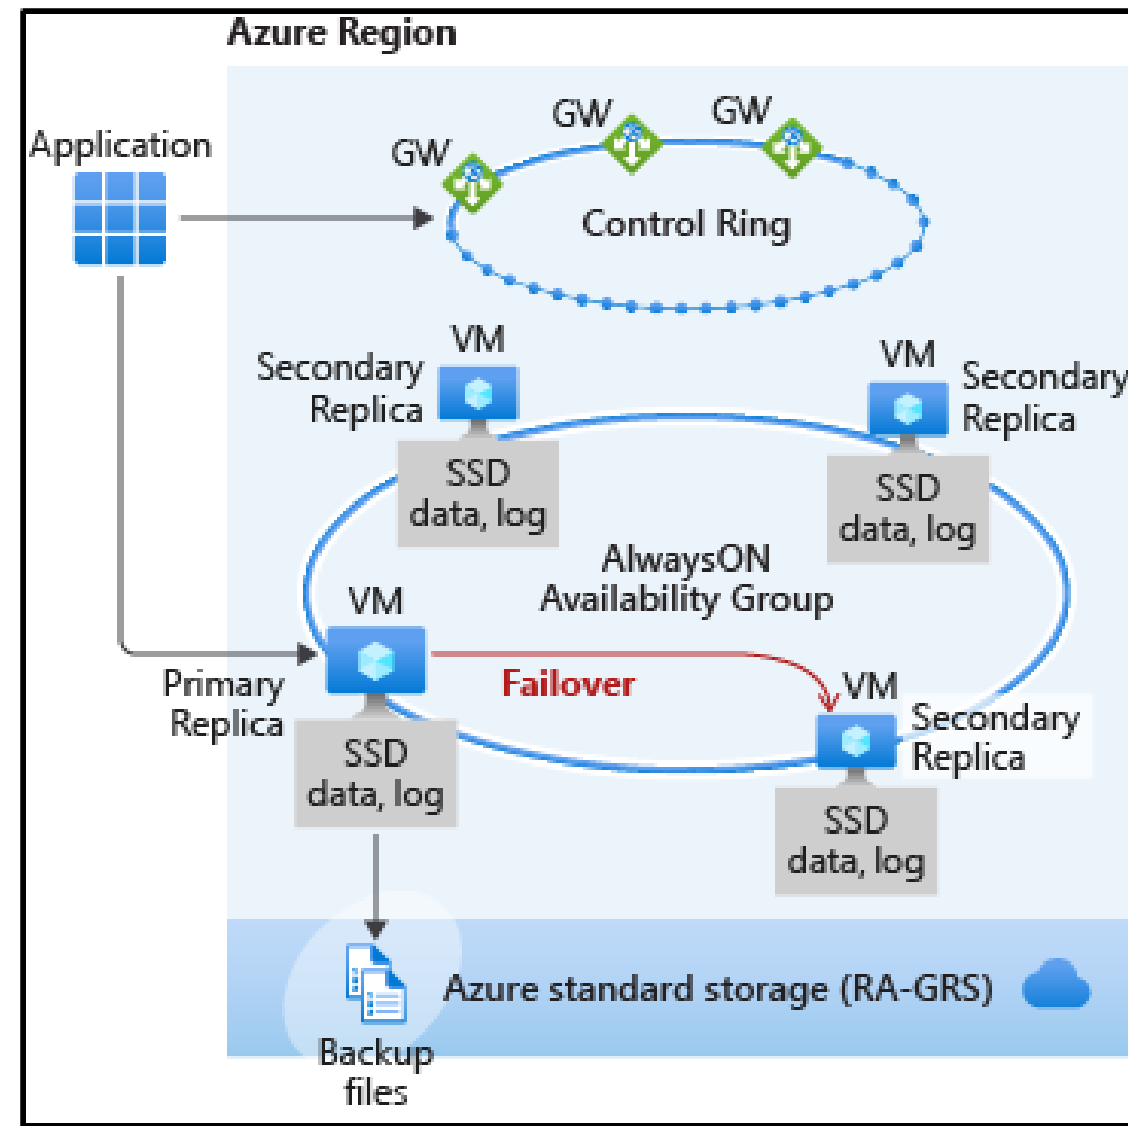 Azure Region
Application
GW
GW
GW
Control Ring
VM
Secondary
Replica
SSD
data, log
VM
Secondary
Replica
SSD
data, log
AlwaysON
Availability Group
VM
Primary
Replica
SSD
data, log
Failover
VM
Secondary
Replica
SSD
data, log
Azure standard storage (RA-GRS)
Backup
files